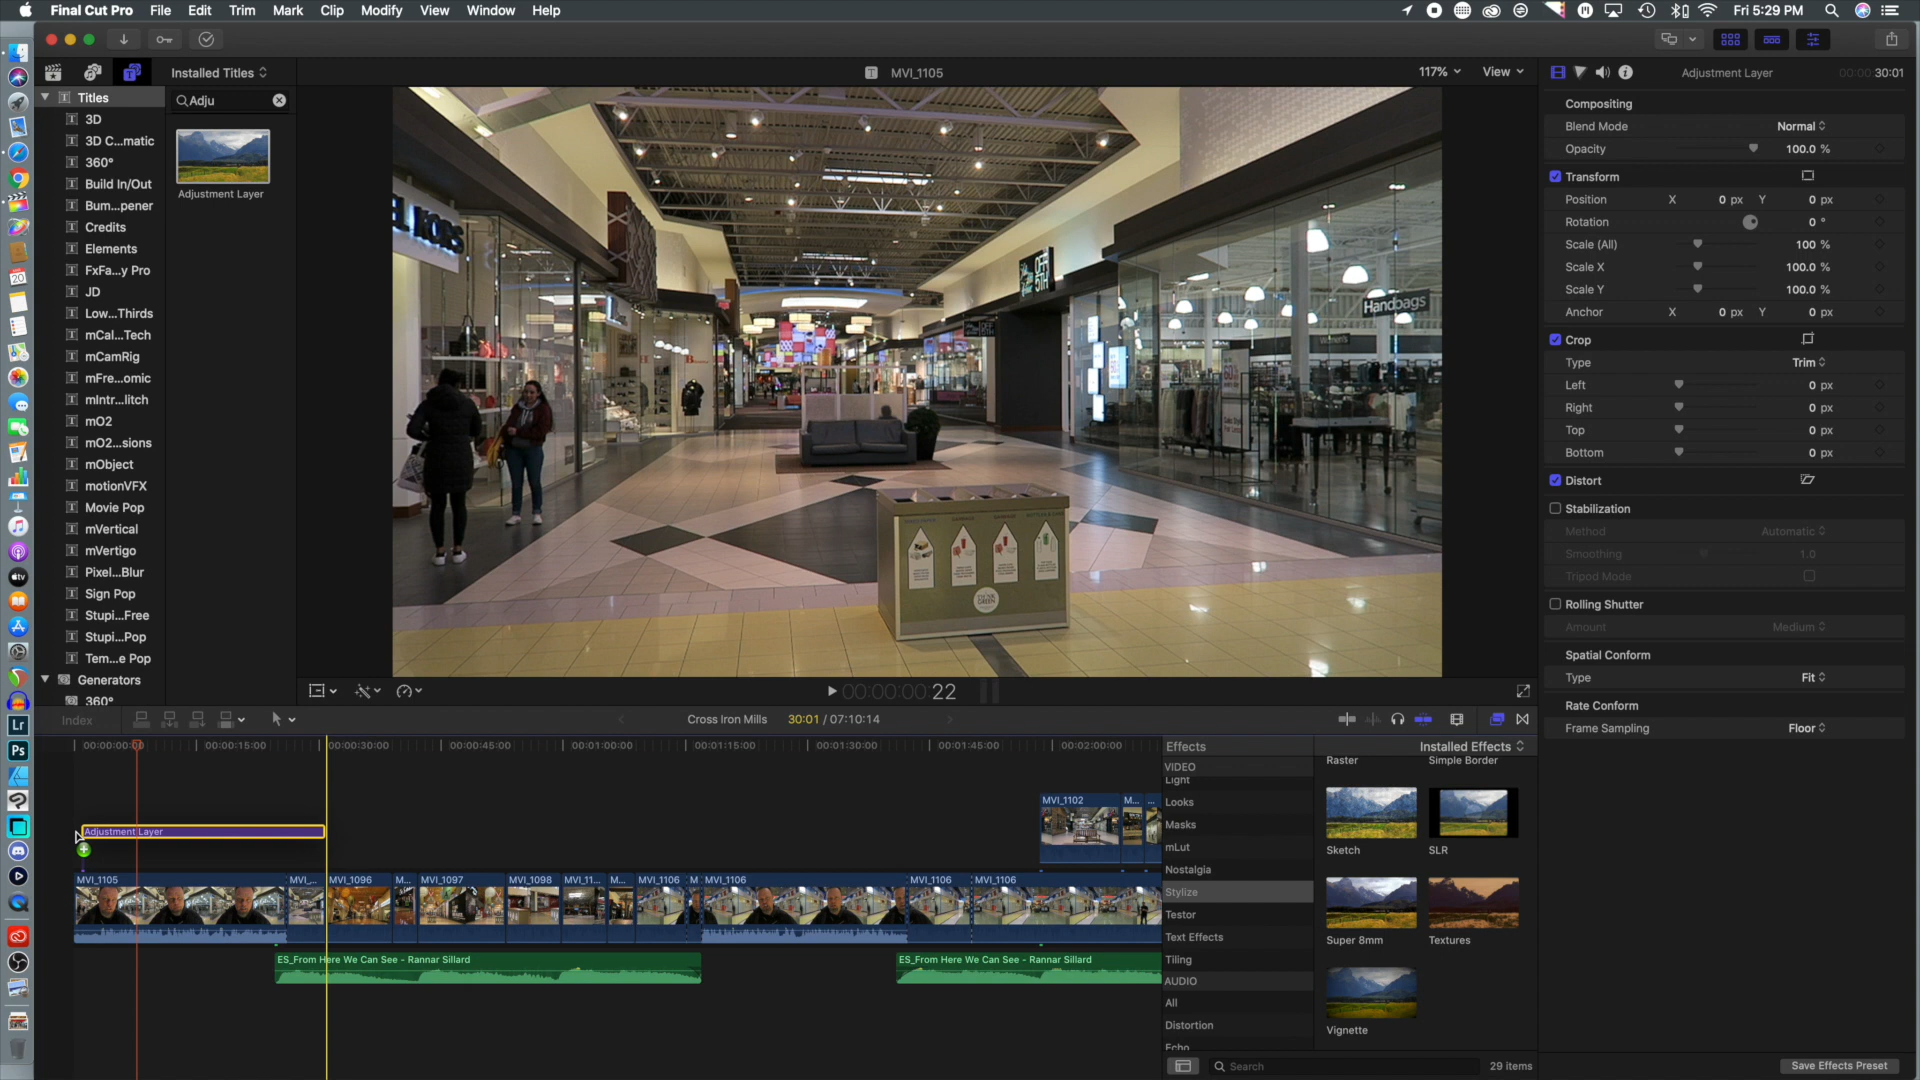 Final Cut Pro File Edit Trim Mark Clip Modify View Window Help Fri 5:29 PM
Installed Titles MVI_1105 117% View Adjustment Layer 00:00:30:01
Titles Adju
3D
3D C...matic
360°
Build In/Out
Adjustment Layer
Bum...pener
Credits
Elements
FxFa...y Pro
JD
Low...Thirds
mCal...Tech
mCamRig
mFre...omic
mIntr...litch
mO2
mO2...sions
mObject
motionVFX
Movie Pop
mVertical
mVertigo
Pixel...Blur
Sign Pop
Stupi...Free
Stupi...Pop
Tem...e Pop
Generators
360°
EL KORS
OFF 5TH
Handbags
Compositing
Blend Mode Normal
Opacity 100.0 %
Transform
Position X 0 px Y 0 px
Rotation 0 °
Scale (All) 100 %
Scale X 100.0 %
Scale Y 100.0 %
Anchor X 0 px Y 0 px
Crop
Type Trim
Left 0 px
Right 0 px
Top 0 px
Bottom 0 px
Distort
Stabilization
Method Automatic
Smoothing 1.0
Tripod Mode
Rolling Shutter
Amount Medium
Spatial Conform
Type Fit
Rate Conform
Frame Sampling Floor
Save Effects Preset
00:00:00:00 22
Index Cross Iron Mills 30:01 / 07:10:14
00:00:00:00 00:00:15:00 00:00:30:00 00:00:45:00 00:01:00:00 00:01:15:00 00:01:30:00 00:01:45:00 00:02:00:00
MVI_1102 M... ...
Adjustment Layer
MVI_1105 MVI_... MVI_1096 M... MVI_1097 MVI_1098 MVI_11... M... MVI_1106 M MVI_1106 MVI_1106 MVI_1106
ES_From Here We Can See - Rannar Sillard ES_From Here We Can See - Rannar Sillard
Effects Installed Effects
VIDEO
Light
Looks
Masks
mLut
Nostalgia
Stylize
Testor
Text Effects
Tiling
AUDIO
All
Distortion
Echo
Raster Simple Border
Sketch SLR
Super 8mm Textures
Vignette
Search 29 items
Lr
Ps
tv
20